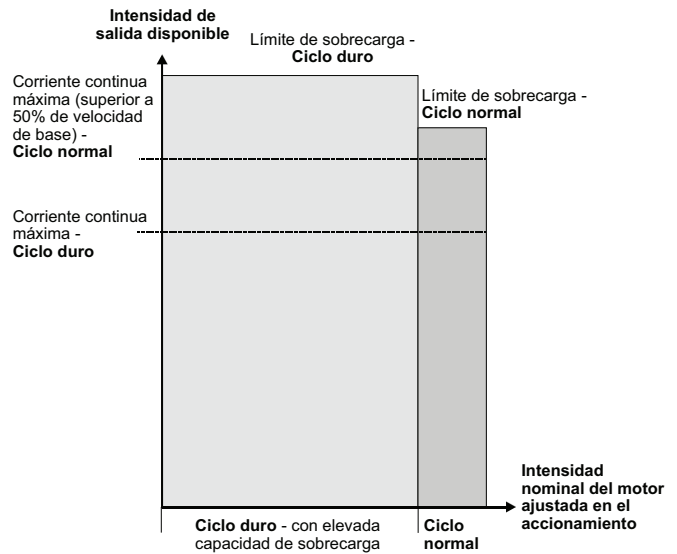 Intensidad de
salida disponible
Límite de sobrecarga -
Ciclo duro
Corriente continua
máxima (superior a
50% de velocidad
de base) -
Ciclo normal
Límite de sobrecarga -
Ciclo normal
Corriente continua
máxima -
Ciclo duro
Intensidad
nominal del motor
ajustada en el
accionamiento
Ciclo duro - con elevada
capacidad de sobrecarga
Ciclo
normal